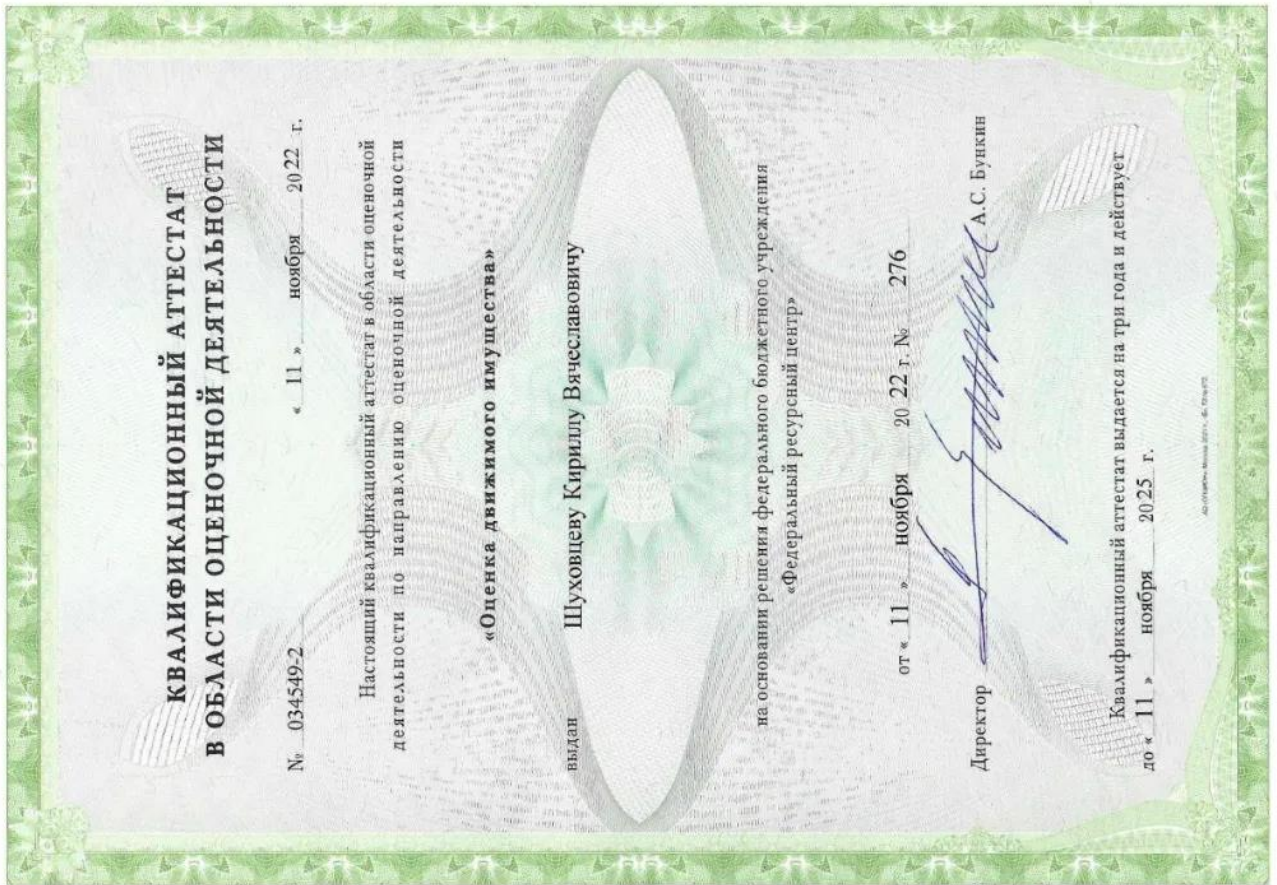 КВАЛИФИКАЦИОННЫЙ АТТЕСТАТ
В ОБЛАСТИ ОЦЕНОЧНОЙ ДЕЯТЕЛЬНОСТИ
№ 034549-2 « 11 » ноября 2022 г.
Настоящий квалификационный аттестат в области оценочной
деятельности по направлению оценочной деятельности
«Оценка движимого имущества»
выдан Шуховцеву Кириллу Вячеславовичу
на основании решения федерального бюджетного учреждения
«Федеральный ресурсный центр»
от « 11 » ноября 20 22 г. № 276
Директор А.С. Бункин
Квалификационный аттестат выдается на три года и действует
до « 11 » ноября 2025 г.